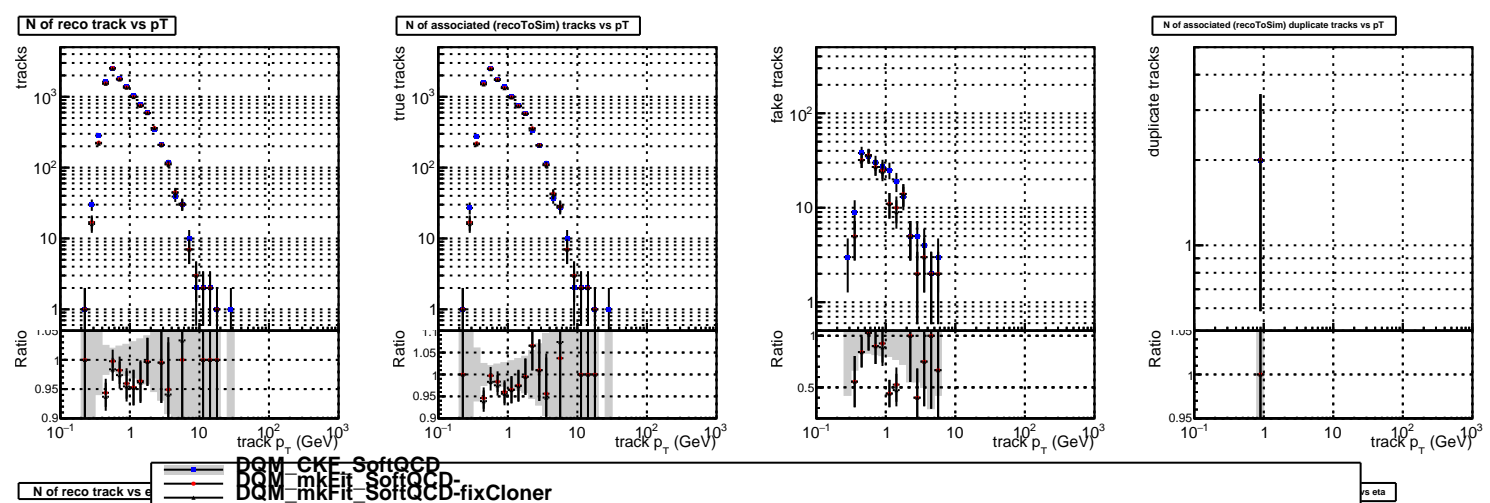 N of reco track vs pT
N of associated (recoToSim) tracks vs pT
N of associated (recoToSim) duplicate tracks vs pT
tracks
10³
10²
10
1
Ratio
1.05
1
0.95
0.9
10⁻¹ 1 10 10² 10³
track p_T (GeV)
true tracks
10³
10²
10
1
Ratio
1.1
1.05
1
0.95
0.9
10⁻¹ 1 10 10² 10³
track p_T (GeV)
fake tracks
10²
10
1
Ratio
1
0.5
10⁻¹ 1 10 10² 10³
track p_T (GeV)
duplicate tracks
1
Ratio
1.05
1
0.95
10⁻¹ 1 10 10² 10³
track p_T (GeV)
DQM_CKF_SoftQCD
DQM_mkFit_SoftQCD-
DQM_mkFit_SoftQCD-fixCloner
N of reco track vs e
vs eta